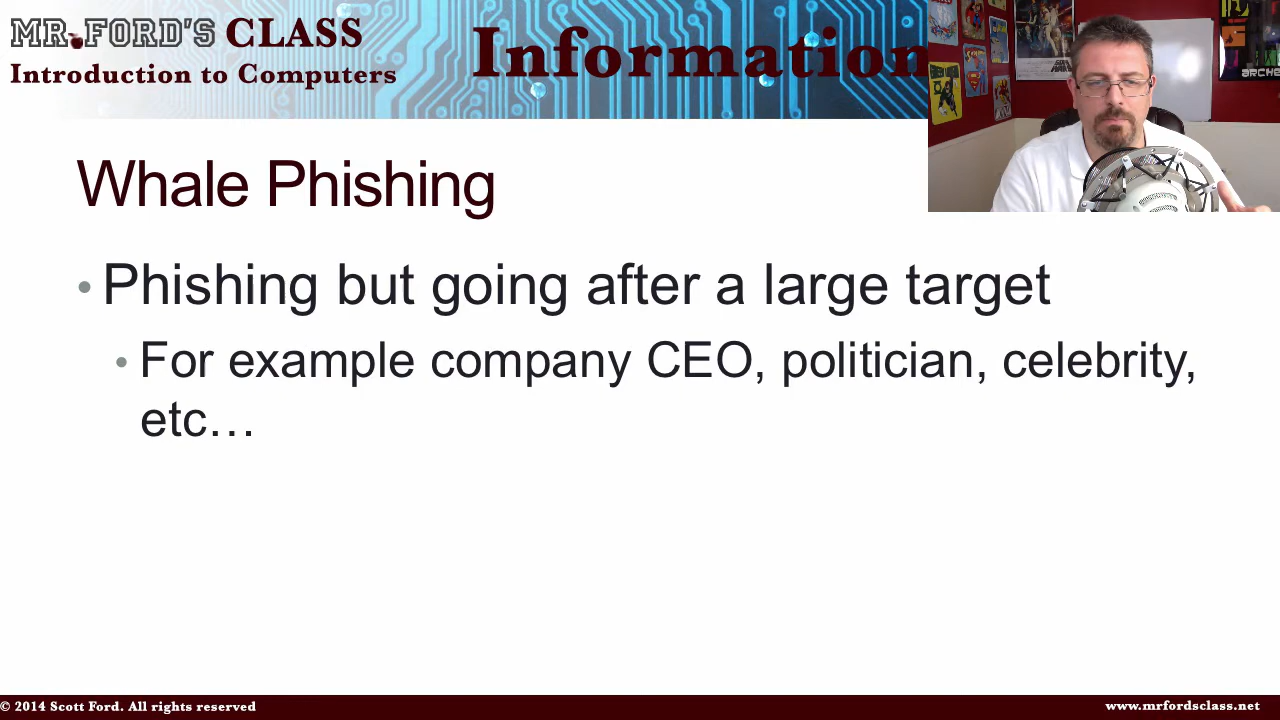 MR. FORD'S CLASS
Introduction to Computers
Information
Whale Phishing
• Phishing but going after a large target
• For example company CEO, politician, celebrity,
etc…
© 2014 Scott Ford. All rights reserved
www.mrfordsclass.net